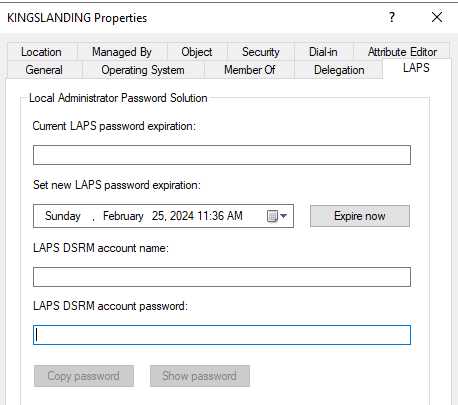 KINGSLANDING Properties ? ×
Location Managed By Object Security Dial-in Attribute Editor
General Operating System Member Of Delegation LAPS
Local Administrator Password Solution
Current LAPS password expiration:
Set new LAPS password expiration:
Sunday , February 25, 2024 11:36 AM Expire now
LAPS DSRM account name:
LAPS DSRM account password:
Copy password Show password